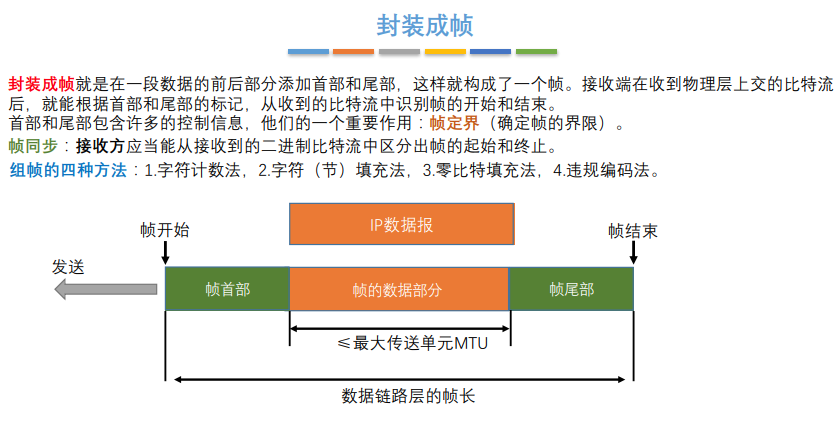 封装成帧
封装成帧就是在一段数据的前后部分添加首部和尾部，这样就构成了一个帧。接收端在收到物理层上交的比特流
后，就能根据首部和尾部的标记，从收到的比特流中识别帧的开始和结束。
首部和尾部包含许多的控制信息，他们的一个重要作用：帧定界（确定帧的界限）。
帧同步：接收方应当能从接收到的二进制比特流中区分出帧的起始和终止。
组帧的四种方法：1.字符计数法，2.字符（节）填充法，3.零比特填充法，4.违规编码法。
IP数据报
帧开始
帧结束
发送
帧首部
帧的数据部分
帧尾部
≤最大传送单元MTU
数据链路层的帧长